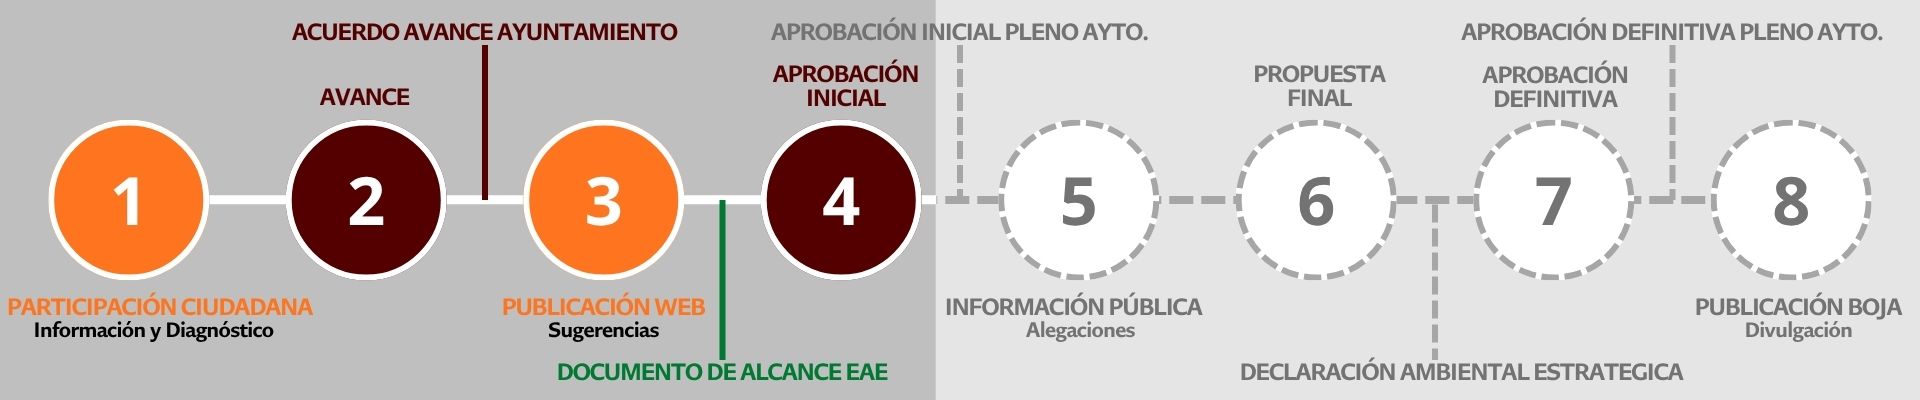 ACUERDO AVANCE AYUNTAMIENTO
APROBACIÓN INICIAL PLENO AYTO.
APROBACIÓN DEFINITIVA PLENO AYTO.
AVANCE
APROBACIÓN
INICIAL
PROPUESTA
FINAL
APROBACIÓN
DEFINITIVA
1
2
3
4
5
6
7
8
PARTICIPACIÓN CIUDADANA
Información y Diagnóstico
PUBLICACIÓN WEB
Sugerencias
INFORMACIÓN PÚBLICA
Alegaciones
PUBLICACIÓN BOJA
Divulgación
DOCUMENTO DE ALCANCE EAE
DECLARACIÓN AMBIENTAL ESTRATEGICA